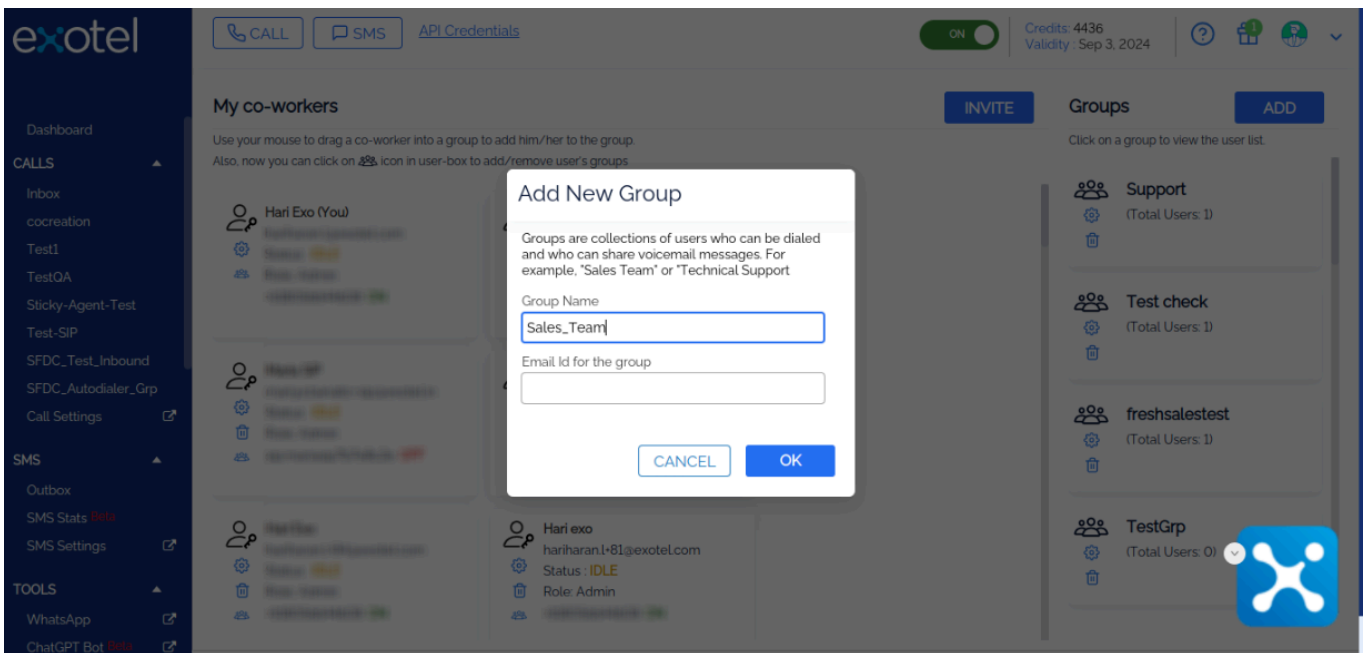 exotel
CALL
SMS
API Credentials
ON
Credits: 4436
Validity : Sep 3, 2024
1
Dashboard
CALLS
Inbox
cocreation
Test1
TestQA
Sticky-Agent-Test
Test-SIP
SFDC_Test_Inbound
SFDC_Autodialer_Grp
Call Settings
SMS
Outbox
SMS Stats Beta
SMS Settings
TOOLS
WhatsApp
ChatGPT Bot Beta
My co-workers
INVITE
Use your mouse to drag a co-worker into a group to add him/her to the group.
Also, now you can click on icon in user-box to add/remove user's groups
Hari Exo (You)
Hari exo
hariharan.l+81@exotel.com
Status : IDLE
Role: Admin
Add New Group
Groups are collections of users who can be dialed
and who can share voicemail messages. For
example, "Sales Team" or "Technical Support
Group Name
Sales_Team
Email Id for the group
CANCEL
OK
Groups
ADD
Click on a group to view the user list.
Support
(Total Users: 1)
Test check
(Total Users: 1)
freshsalestest
(Total Users: 1)
TestGrp
(Total Users: 0)